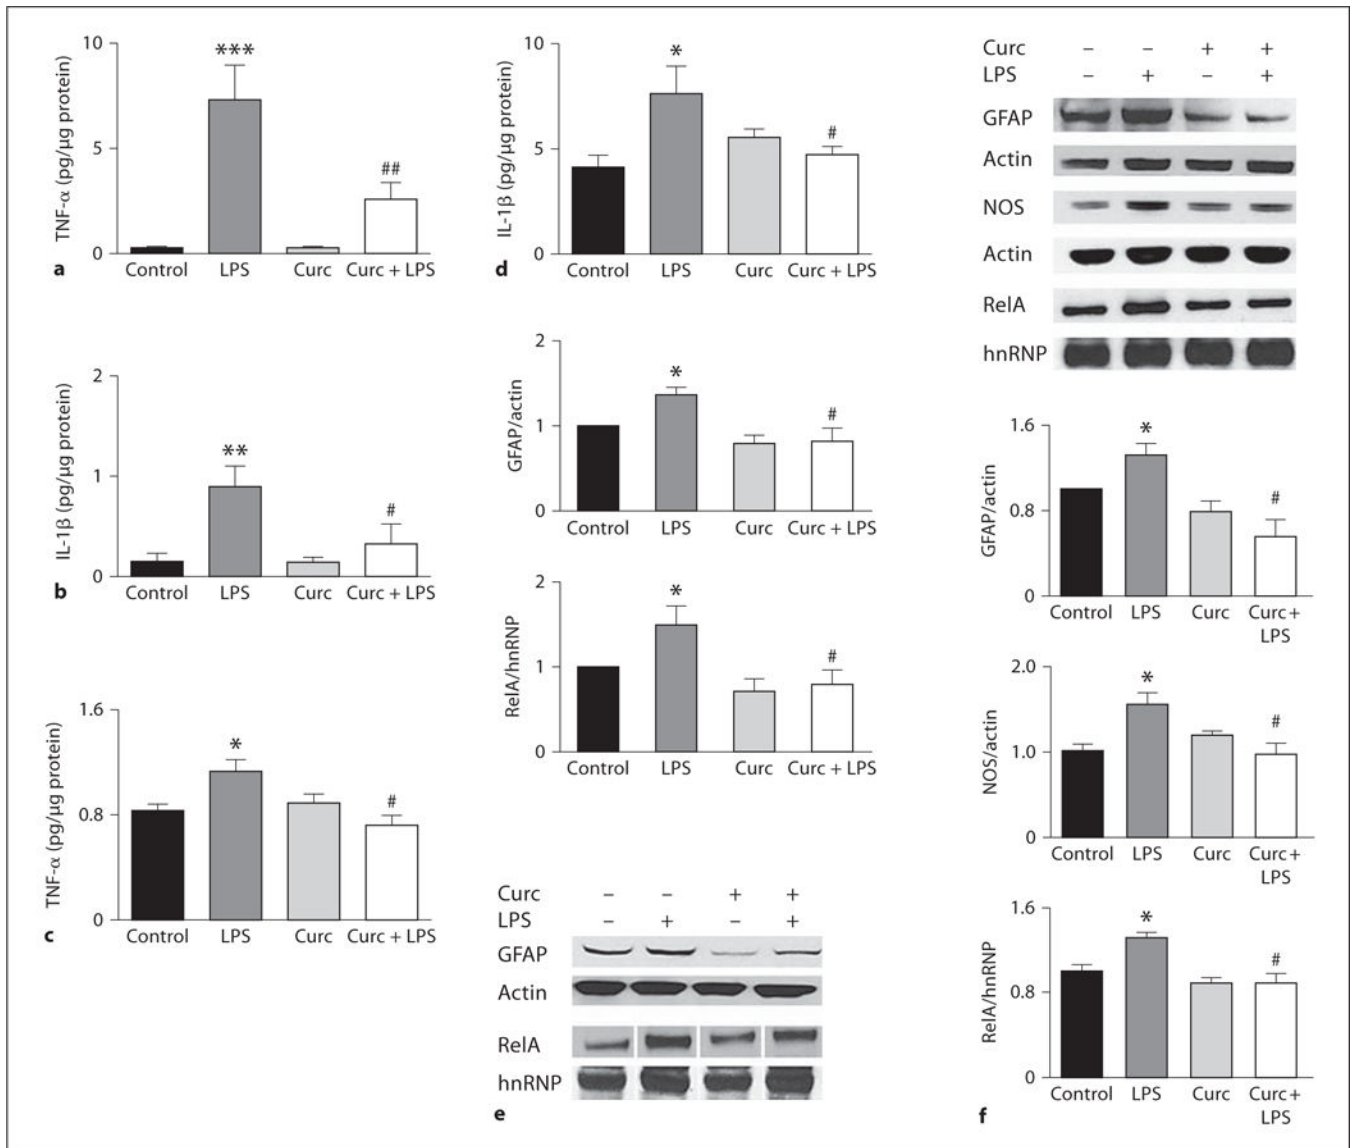 10
***
TNF-α (pg/µg protein)
5
##
0
a
Control LPS Curc Curc + LPS
2
IL-1β (pg/µg protein)
**
1
#
0
b
Control LPS Curc Curc + LPS
1.6
TNF-α (pg/µg protein)
*
0.8
#
0
c
Control LPS Curc Curc + LPS
10
*
IL-1β (pg/µg protein)
5
#
0
d
Control LPS Curc Curc + LPS
2
*
GFAP/actin
1
#
0
Control LPS Curc Curc + LPS
2
*
RelA/hnRNP
1
#
0
Control LPS Curc Curc + LPS
Curc – – + +
LPS – + – +
GFAP
Actin
RelA
hnRNP
e
Curc – – + +
LPS – + – +
GFAP
Actin
NOS
Actin
RelA
hnRNP
1.6
*
GFAP/actin
0.8
#
0
Control LPS Curc Curc +
LPS
2.0
*
NOS/actin
1.0
#
0
Control LPS Curc Curc +
LPS
1.6
*
RelA/hnRNP
0.8
#
0
Control LPS Curc Curc +
LPS
f